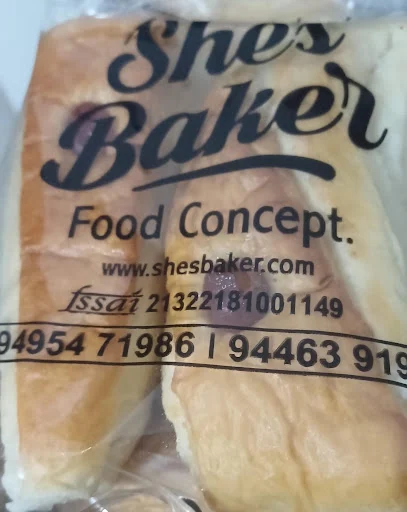 She's
Baker
Food Concept.
www.shesbaker.com
fssai 21322181001149
94954 71986 | 94463 919